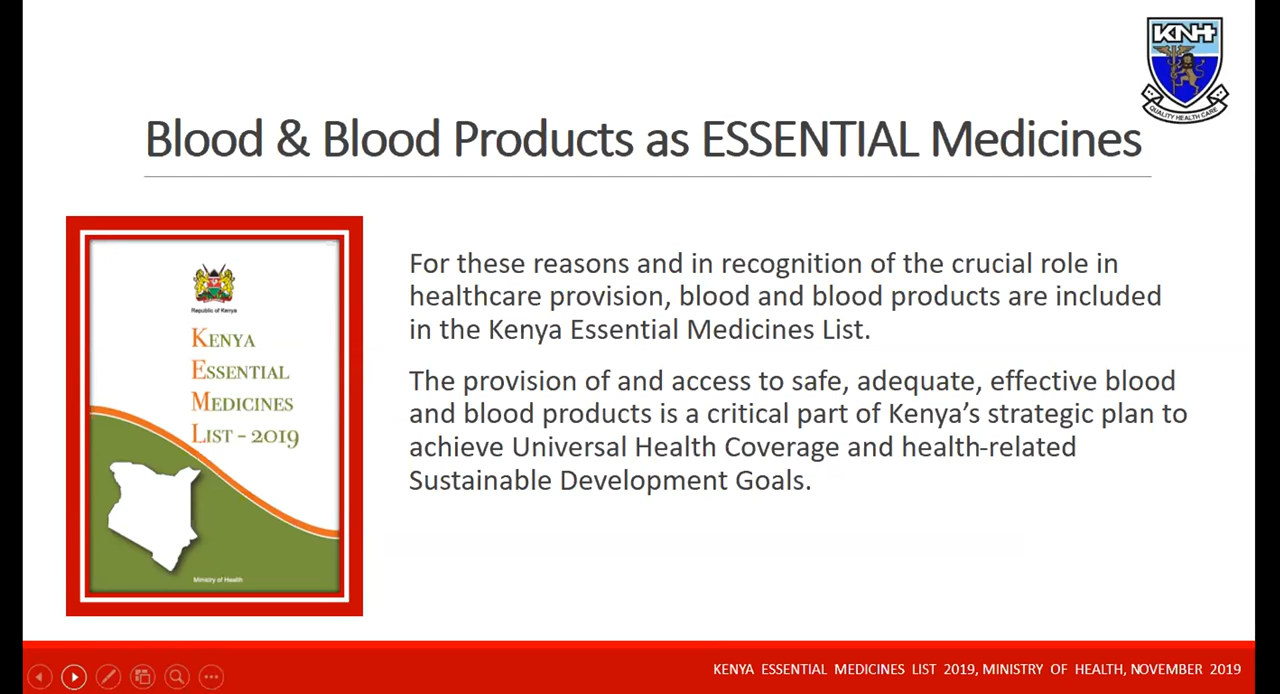 KNH
QUALITY HEALTH CARE
Blood & Blood Products as ESSENTIAL Medicines
Republic of Kenya
KENYA
ESSENTIAL
MEDICINES
LIST - 2019
Ministry of Health
For these reasons and in recognition of the crucial role in
healthcare provision, blood and blood products are included
in the Kenya Essential Medicines List.
The provision of and access to safe, adequate, effective blood
and blood products is a critical part of Kenya’s strategic plan to
achieve Universal Health Coverage and health-related
Sustainable Development Goals.
KENYA ESSENTIAL MEDICINES LIST 2019, MINISTRY OF HEALTH, NOVEMBER 2019